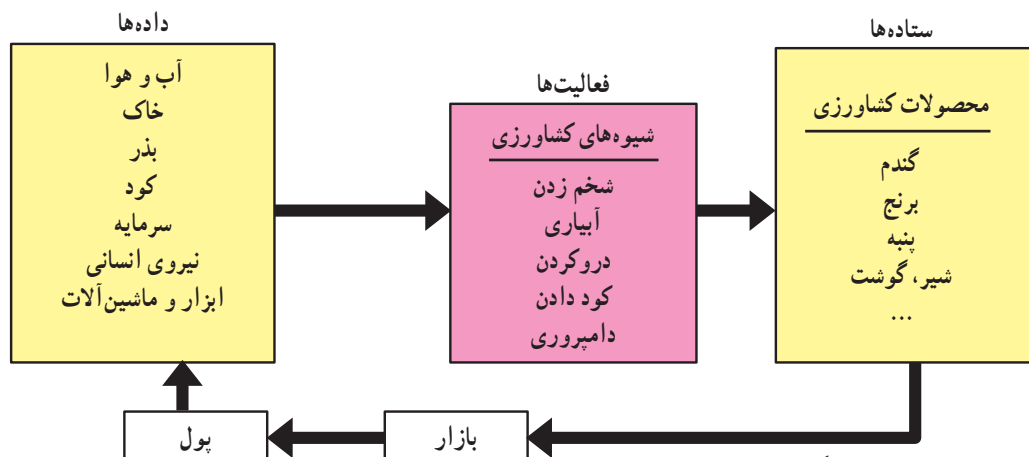 داده‌ها
آب و هوا
خاک
بذر
کود
سرمایه
نیروی انسانی
ابزار و ماشین‌آلات
فعالیت‌ها
شیوه‌های کشاورزی
شخم زدن
آبیاری
دروکردن
کود دادن
دامپروری
ستاده‌ها
محصولات کشاورزی
گندم
برنج
پنبه
شیر، گوشت
...
بازار
پول